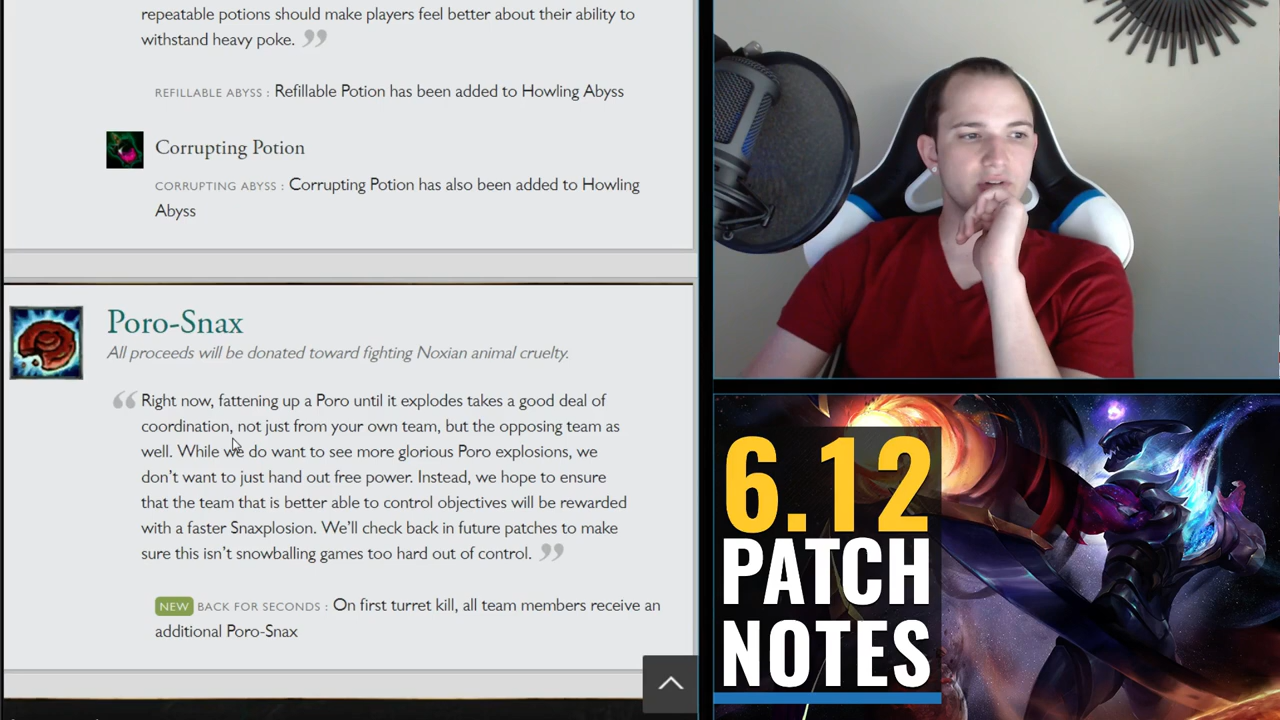 repeatable potions should make players feel better about their ability to
withstand heavy poke. ”
REFILLABLE ABYSS : Refillable Potion has been added to Howling Abyss
Corrupting Potion
CORRUPTING ABYSS : Corrupting Potion has also been added to Howling
Abyss
Poro-Snax
All proceeds will be donated toward fighting Noxian animal cruelty.
“ Right now, fattening up a Poro until it explodes takes a good deal of
coordination, not just from your own team, but the opposing team as
well. While we do want to see more glorious Poro explosions, we
don't want to just hand out free power. Instead, we hope to ensure
that the team that is better able to control objectives will be rewarded
with a faster Snaxplosion. We'll check back in future patches to make
sure this isn't snowballing games too hard out of control. ”
NEW BACK FOR SECONDS : On first turret kill, all team members receive an
additional Poro-Snax
6.12
PATCH
NOTES